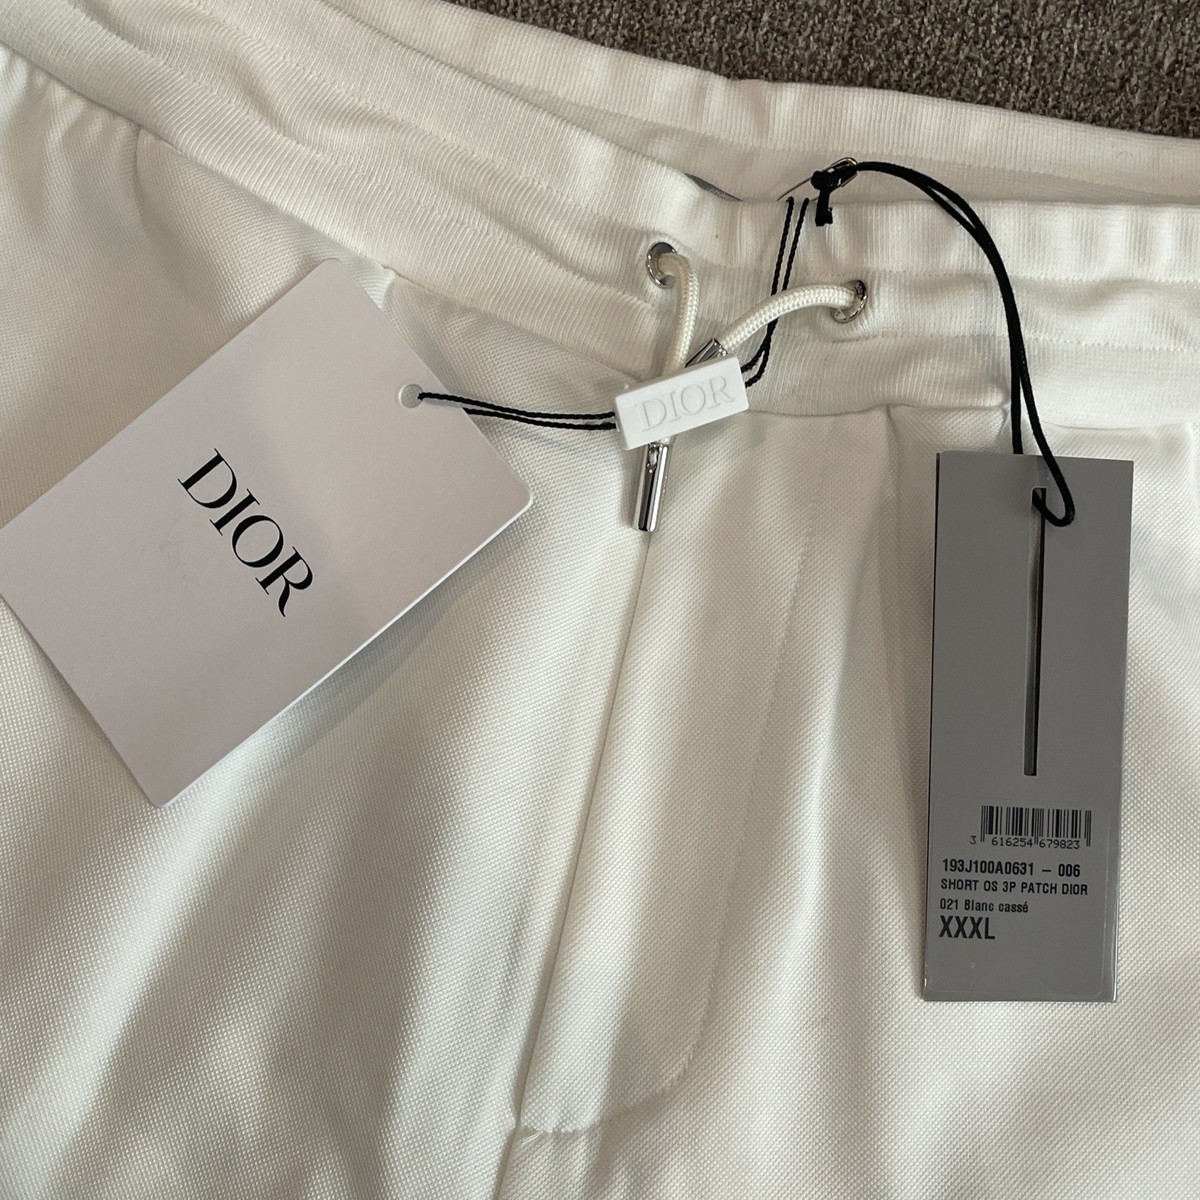 DIOR
DIOR
3 616254 679823
193J100A0631 - 006
SHORT OS 3P PATCH DIOR
021 Blanc cassé
XXXL